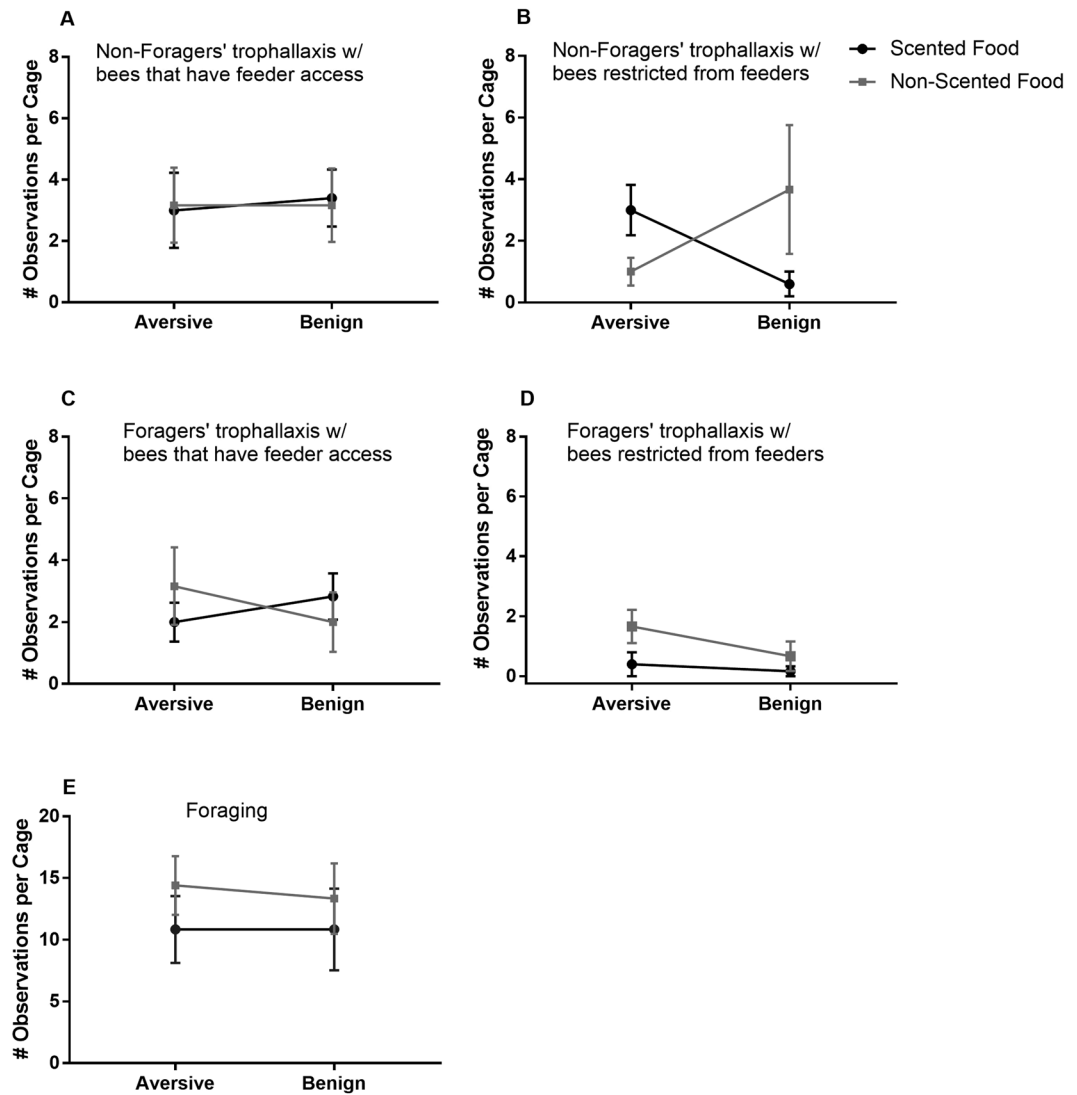 A
Non-Foragers' trophallaxis w/
bees that have feeder access
# Observations per Cage
8
6
4
2
0
Aversive
Benign
B
Non-Foragers' trophallaxis w/
bees restricted from feeders
# Observations per Cage
8
6
4
2
0
Aversive
Benign
Scented Food
Non-Scented Food
C
Foragers' trophallaxis w/
bees that have feeder access
# Observations per Cage
8
6
4
2
0
Aversive
Benign
D
Foragers' trophallaxis w/
bees restricted from feeders
# Observations per Cage
8
6
4
2
0
Aversive
Benign
E
Foraging
# Observations per Cage
20
15
10
5
0
Aversive
Benign